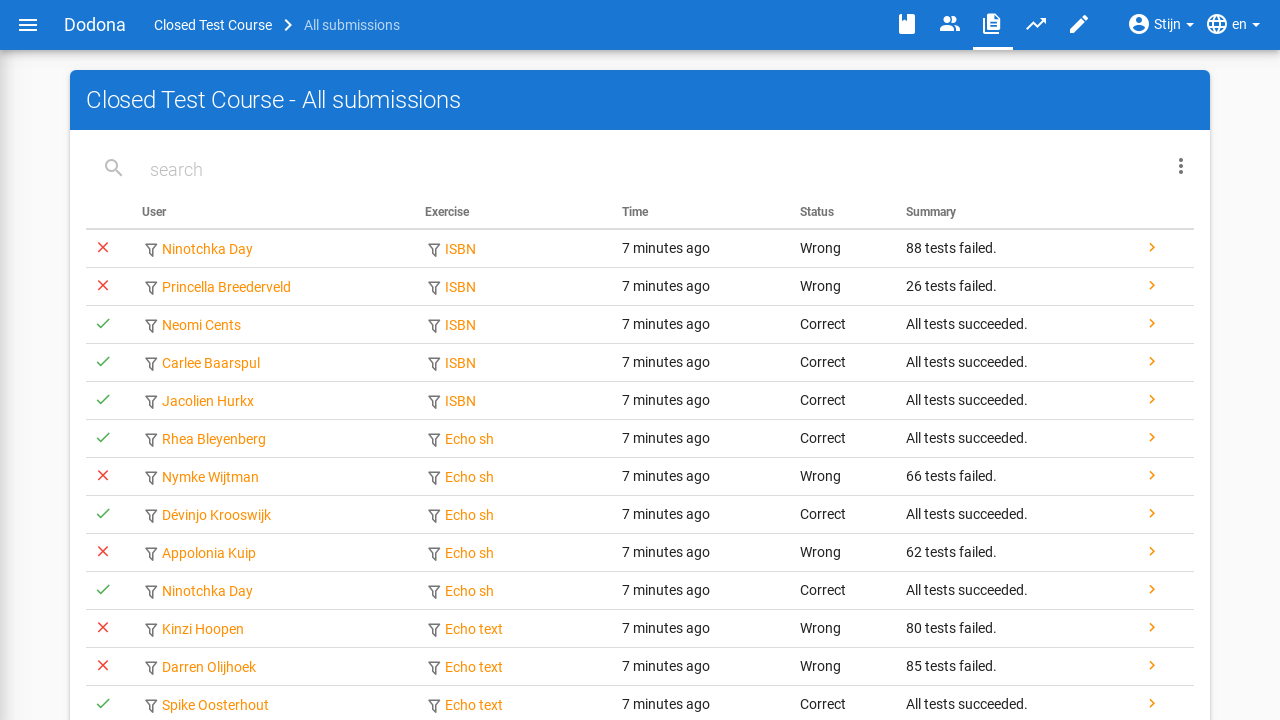 Dodona Closed Test Course All submissions Stijn en
Closed Test Course - All submissions
search
User Exercise Time Status Summary
Ninotchka Day ISBN 7 minutes ago Wrong 88 tests failed.
Princella Breederveld ISBN 7 minutes ago Wrong 26 tests failed.
Neomi Cents ISBN 7 minutes ago Correct All tests succeeded.
Carlee Baarspul ISBN 7 minutes ago Correct All tests succeeded.
Jacolien Hurkx ISBN 7 minutes ago Correct All tests succeeded.
Rhea Bleyenberg Echo sh 7 minutes ago Correct All tests succeeded.
Nymke Wijtman Echo sh 7 minutes ago Wrong 66 tests failed.
Dévinjo Krooswijk Echo sh 7 minutes ago Correct All tests succeeded.
Appolonia Kuip Echo sh 7 minutes ago Wrong 62 tests failed.
Ninotchka Day Echo sh 7 minutes ago Correct All tests succeeded.
Kinzi Hoopen Echo text 7 minutes ago Wrong 80 tests failed.
Darren Olijhoek Echo text 7 minutes ago Wrong 85 tests failed.
Spike Oosterhout Echo text 7 minutes ago Correct All tests succeeded.